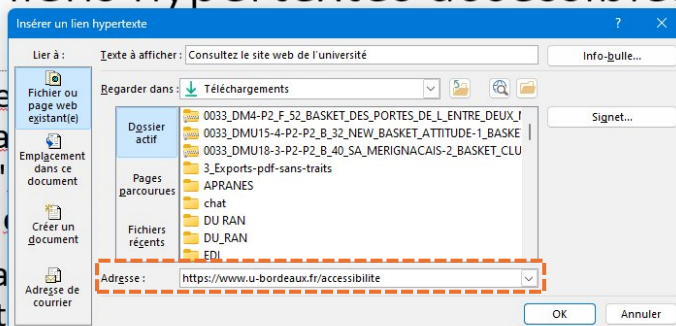 Insérer un lien hypertexte ? ×
Lier à :
Texte à afficher : Consultez le site web de l'université
Info-bulle...
Fichier ou
page web
existant(e)
Regarder dans : Téléchargements
Signet...
Dossier
actif
0033_DM4-P2_F_52_BASKET_DES_PORTES_DE_L_ENTRE_DEUX_
0033_DMU15-4-P2-P2_B_32_NEW_BASKET_ATTITUDE-1_BASKE
0033_DMU18-3-P2-P2_B_40_SA_MERIGNACAIS-2_BASKET_CLU
3_Exports-pdf-sans-traits
APRANES
chat
DU RAN
DU_RAN
EDI
Emplacement
dans ce
document
Pages
parcourues
Créer un
document
Fichiers
récents
Adresse de
courrier
Adresse : https://www.u-bordeaux.fr/accessibilite
OK
Annuler